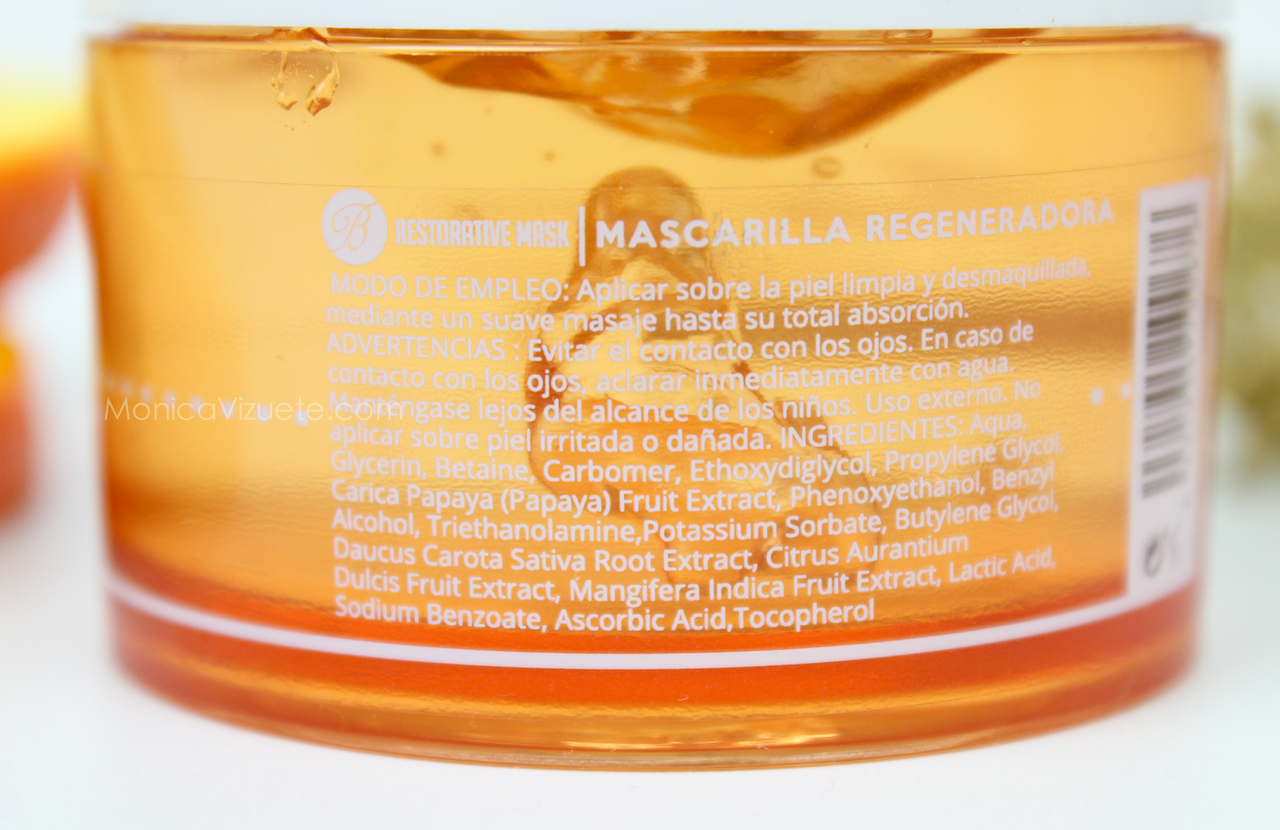 B
RESTORATIVE MASK | MASCARILLA REGENERADORA
MODO DE EMPLEO: Aplicar sobre la piel limpia y desmaquillada,
mediante un suave masaje hasta su total absorción.
ADVERTENCIAS : Evitar el contacto con los ojos. En caso de
contacto con los ojos, aclarar inmediatamente con agua.
Manténgase lejos del alcance de los niños. Uso externo. No
aplicar sobre piel irritada o dañada. INGREDIENTES: Aqua,
Glycerin, Betaine, Carbomer, Ethoxydiglycol, Propylene Glycol,
Carica Papaya (Papaya) Fruit Extract, Phenoxyethanol, Benzyl
Alcohol, Triethanolamine,Potassium Sorbate, Butylene Glycol,
Daucus Carota Sativa Root Extract, Citrus Aurantium
Dulcis Fruit Extract, Mangifera Indica Fruit Extract, Lactic Acid,
Sodium Benzoate, Ascorbic Acid,Tocopherol
MonicaVizuete.com